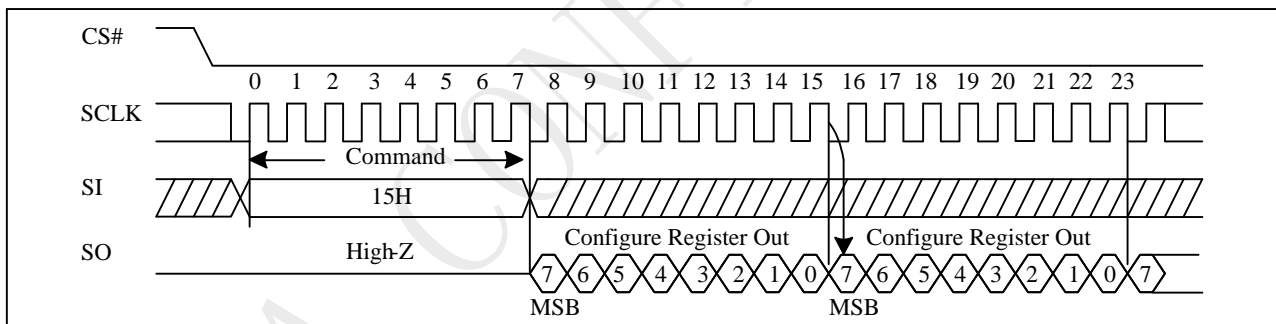 CS#
0 1 2 3 4 5 6 7 8 9 10 11 12 13 14 15 16 17 18 19 20 21 22 23
SCLK
Command
SI
15H
SO
High-Z
Configure Register Out Configure Register Out
7 6 5 4 3 2 1 0 7 6 5 4 3 2 1 0 7
MSB MSB